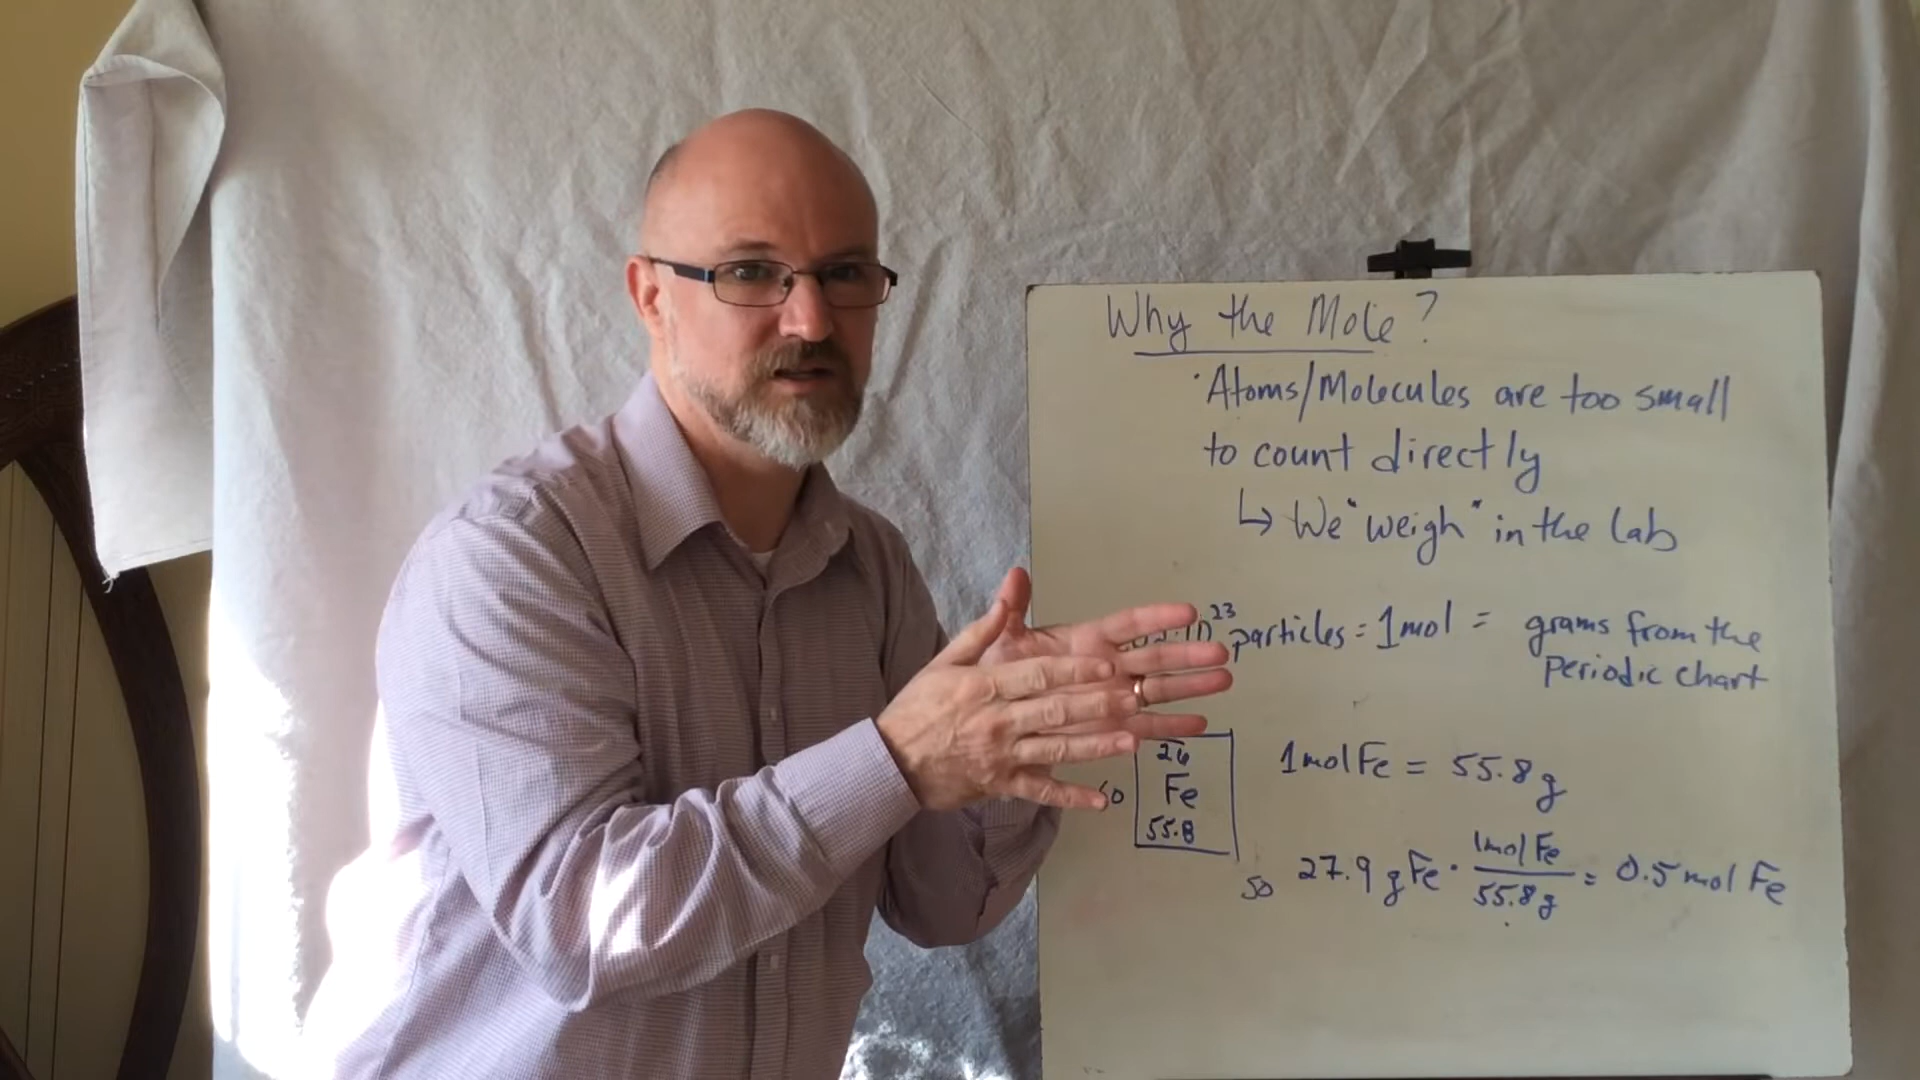 Why the Mole?
· Atoms/Molecules are too small
to count directly
↳ We "weigh" in the lab
23 particles = 1mol = grams from the
periodic chart
26
Fe
55.8
1mol Fe = 55.8g
so 27.9 g Fe · 1mol Fe / 55.8g = 0.5 mol Fe